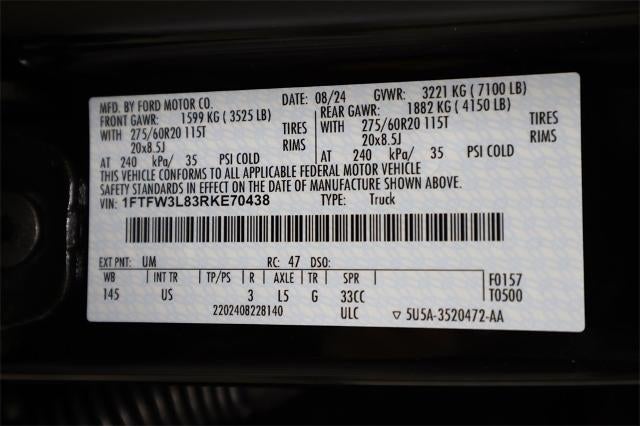 MFD. BY FORD MOTOR CO. DATE: 08/24 GVWR: 3221 KG ( 7100 LB)
FRONT GAWR: 1599 KG ( 3525 LB) REAR GAWR: 1882 KG ( 4150 LB)
WITH 275/60R20 115T TIRES WITH 275/60R20 115T TIRES
20x8.5J RIMS 20x8.5J RIMS
AT 240 kPa/ 35 PSI COLD AT 240 kPa/ 35 PSI COLD
THIS VEHICLE CONFORMS TO ALL APPLICABLE FEDERAL MOTOR VEHICLE
SAFETY STANDARDS IN EFFECT ON THE DATE OF MANUFACTURE SHOWN ABOVE.
VIN: 1FTFW3L83RKE70438 TYPE: Truck
EXT PNT: UM RC: 47 DSO:
WB INT TR TP/PS R AXLE TR SPR F0157
145 US 3 L5 G 33CC T0500
2202408228140 ULC ▽ 5U5A-3520472-AA